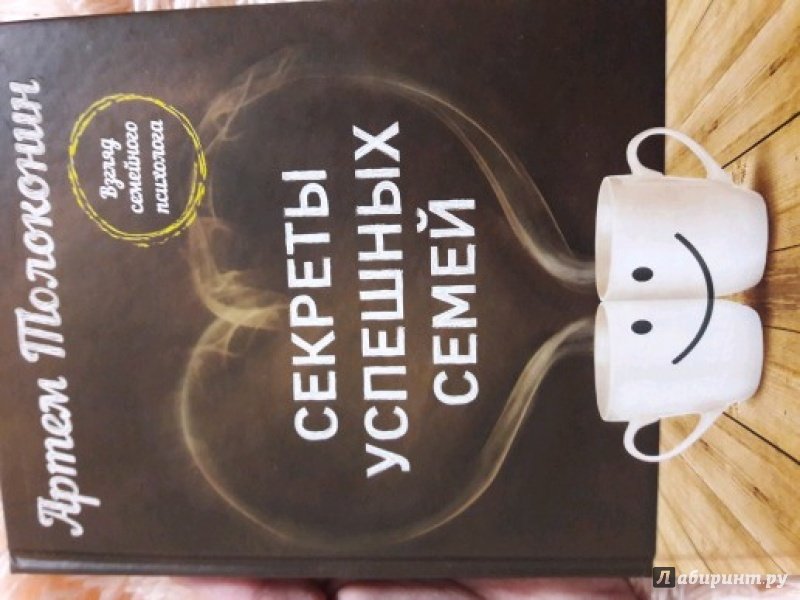 Артем Толоконин
Взгляд
семейного
психолога
СЕКРЕТЫ
УСПЕШНЫХ
СЕМЕЙ
Лабиринт.ру